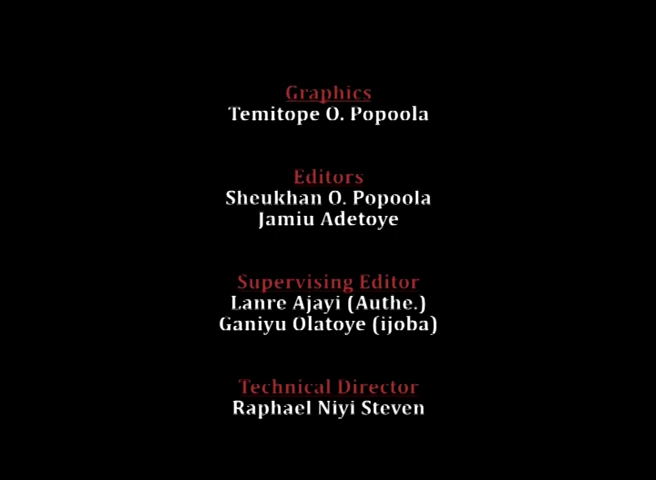 Graphics
Temitope O. Popoola
Editors
Sheukhan O. Popoola
Jamiu Adetoye
Supervising Editor
Lanre Ajayi (Authe.)
Ganiyu Olatoye (ijoba)
Technical Director
Raphael Niyi Steven